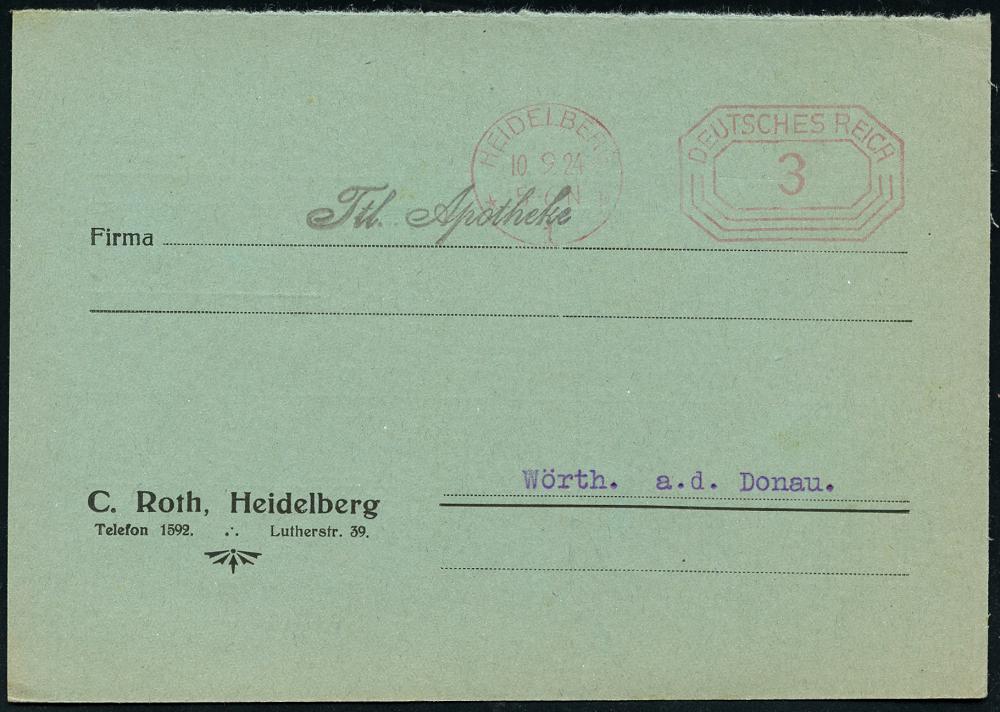 HEIDELBERG
10. 9. 24
DEUTSCHES REICH
3
Firma Ttl. Apotheke
Wörth. a.d. Donau.
C. Roth, Heidelberg
Telefon 1592. ∴ Lutherstr. 39.